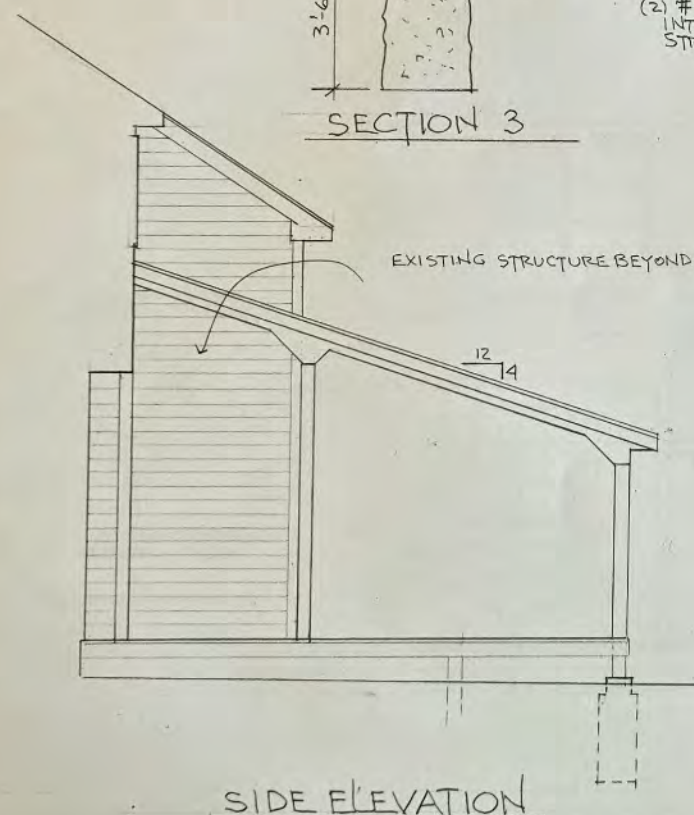 3'-6
(2) #
INT
ST
SECTION 3
EXISTING STRUCTURE BEYOND
12
4
SIDE ELEVATION